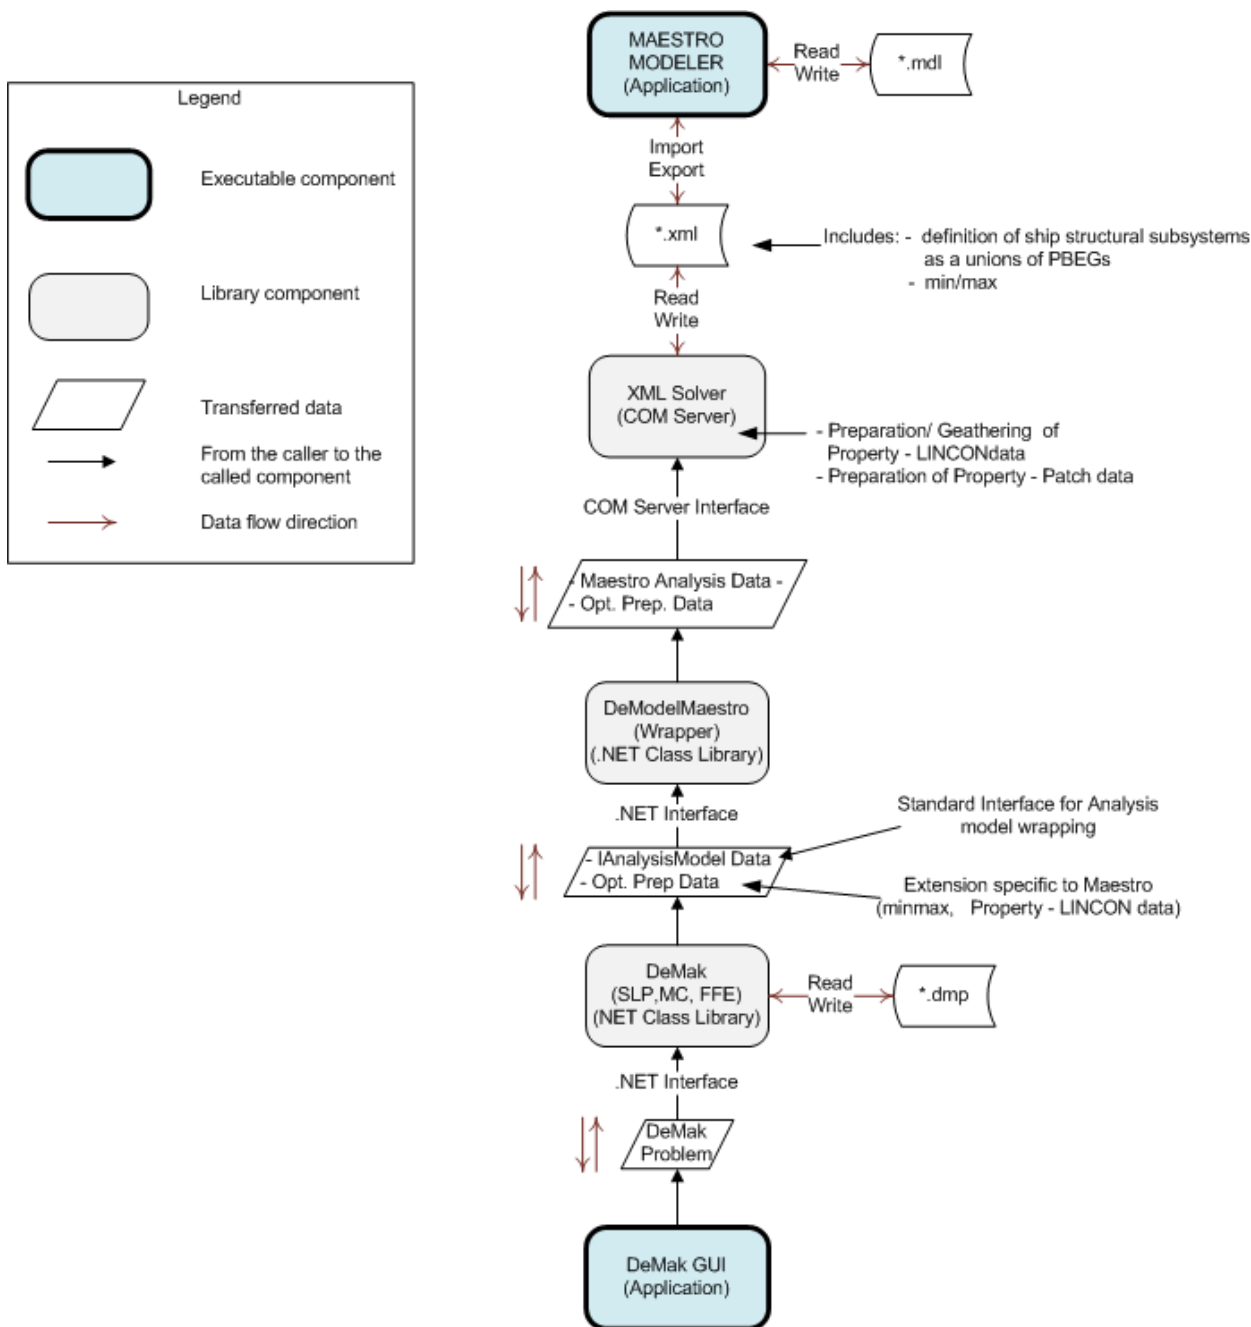 MAESTRO
MODELER
(Application)
Read
Write
*.mdl
Legend
Executable component
Library component
Transferred data
From the caller to the
called component
Data flow direction
Import
Export
*.xml
Includes: - definition of ship structural subsystems
as a unions of PBEGs
- min/max
Read
Write
XML Solver
(COM Server)
- Preparation/ Geathering of
Property - LINCONdata
- Preparation of Property - Patch data
COM Server Interface
- Maestro Analysis Data -
- Opt. Prep. Data
DeModelMaestro
(Wrapper)
(.NET Class Library)
.NET Interface
Standard Interface for Analysis
model wrapping
- IAnalysisModel Data
- Opt. Prep Data
Extension specific to Maestro
(minmax, Property - LINCON data)
DeMak
(SLP,MC, FFE)
(NET Class Library)
Read
Write
*.dmp
.NET Interface
DeMak
Problem
DeMak GUI
(Application)